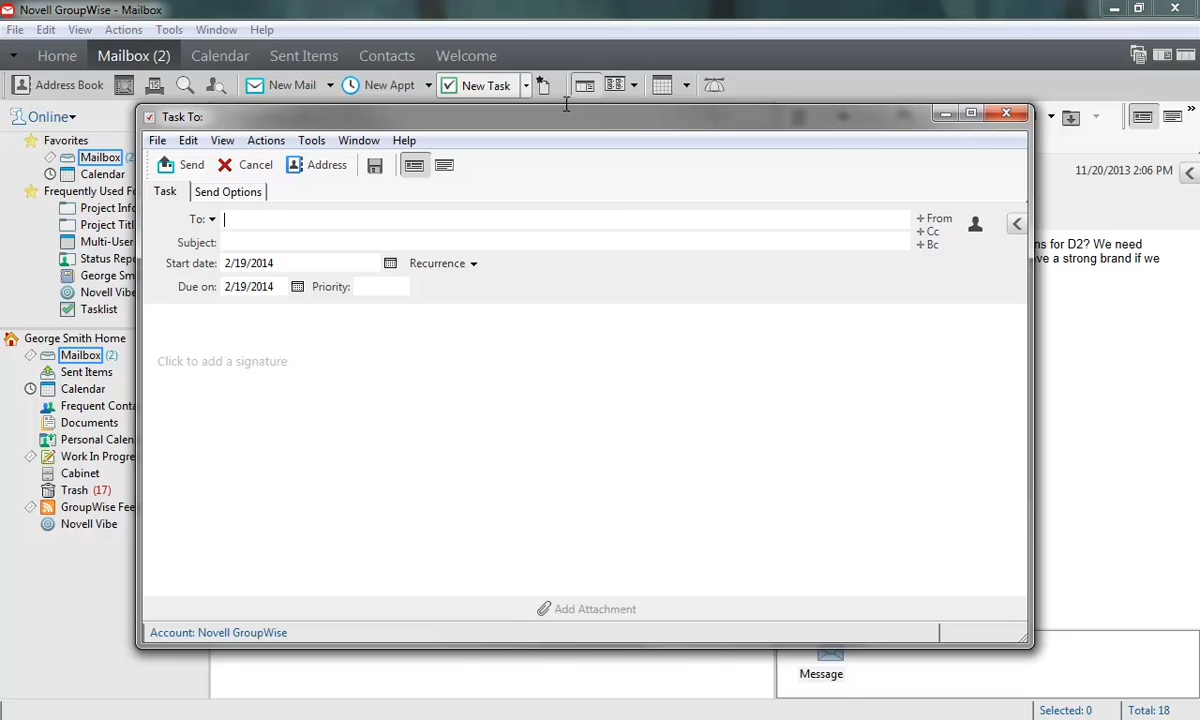 Novell GroupWise - Mailbox
File Edit View Actions Tools Window Help
Home Mailbox (2) Calendar Sent Items Contacts Welcome
Address Book New Mail New Appt New Task
Online
Favorites
Mailbox
Calendar
Frequently Used Fo
Project Info
Project Titl
Multi-User
Status Repo
George Sm
Novell Vibe
Tasklist
George Smith Home
Mailbox (2)
Sent Items
Calendar
Frequent Conta
Documents
Personal Calen
Work In Progre
Cabinet
Trash (17)
GroupWise Fee
Novell Vibe
Task To:
File Edit View Actions Tools Window Help
Send Cancel Address
Task Send Options
To:
Subject:
Start date: 2/19/2014 Recurrence
Due on: 2/19/2014 Priority:
From
Cc
Bc
Click to add a signature
Add Attachment
Account: Novell GroupWise
11/20/2013 2:06 PM
ns for D2? We need
ve a strong brand if we
Message
Selected: 0 Total: 18